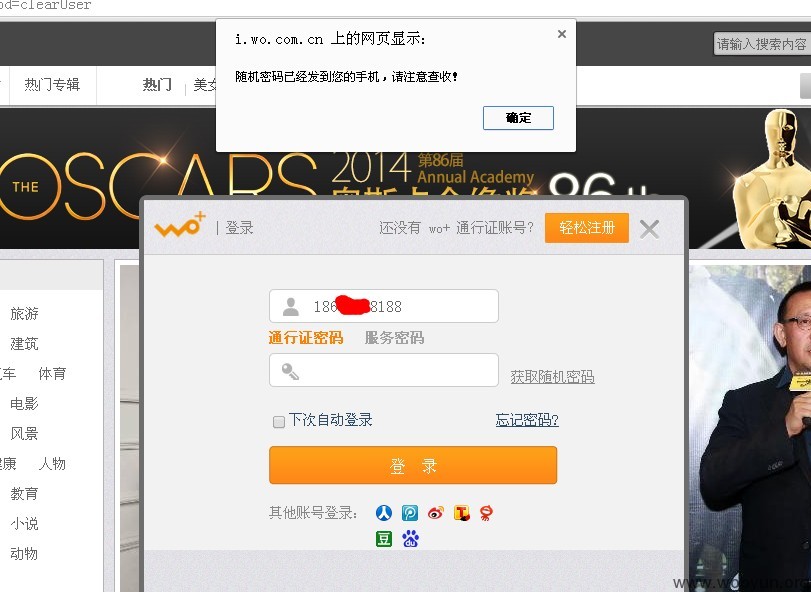 od=clearUser
i.wo.com.cn 上的网页显示:
随机密码已经发到您的手机，请注意查收!
确定
请输入搜索内容
热门专辑
热门
美女
THE OSCARS 2014 第86届
Annual Academy
奥斯卡金像奖 86th
wo+ | 登录
还没有 wo+ 通行证账号?
轻松注册
旅游
建筑
汽车 体育
电影
风景
健康 人物
教育
小说
动物
186 8188
通行证密码 服务密码
获取随机密码
下次自动登录
忘记密码?
登 录
其他账号登录:
豆
du
www.wooyun.org